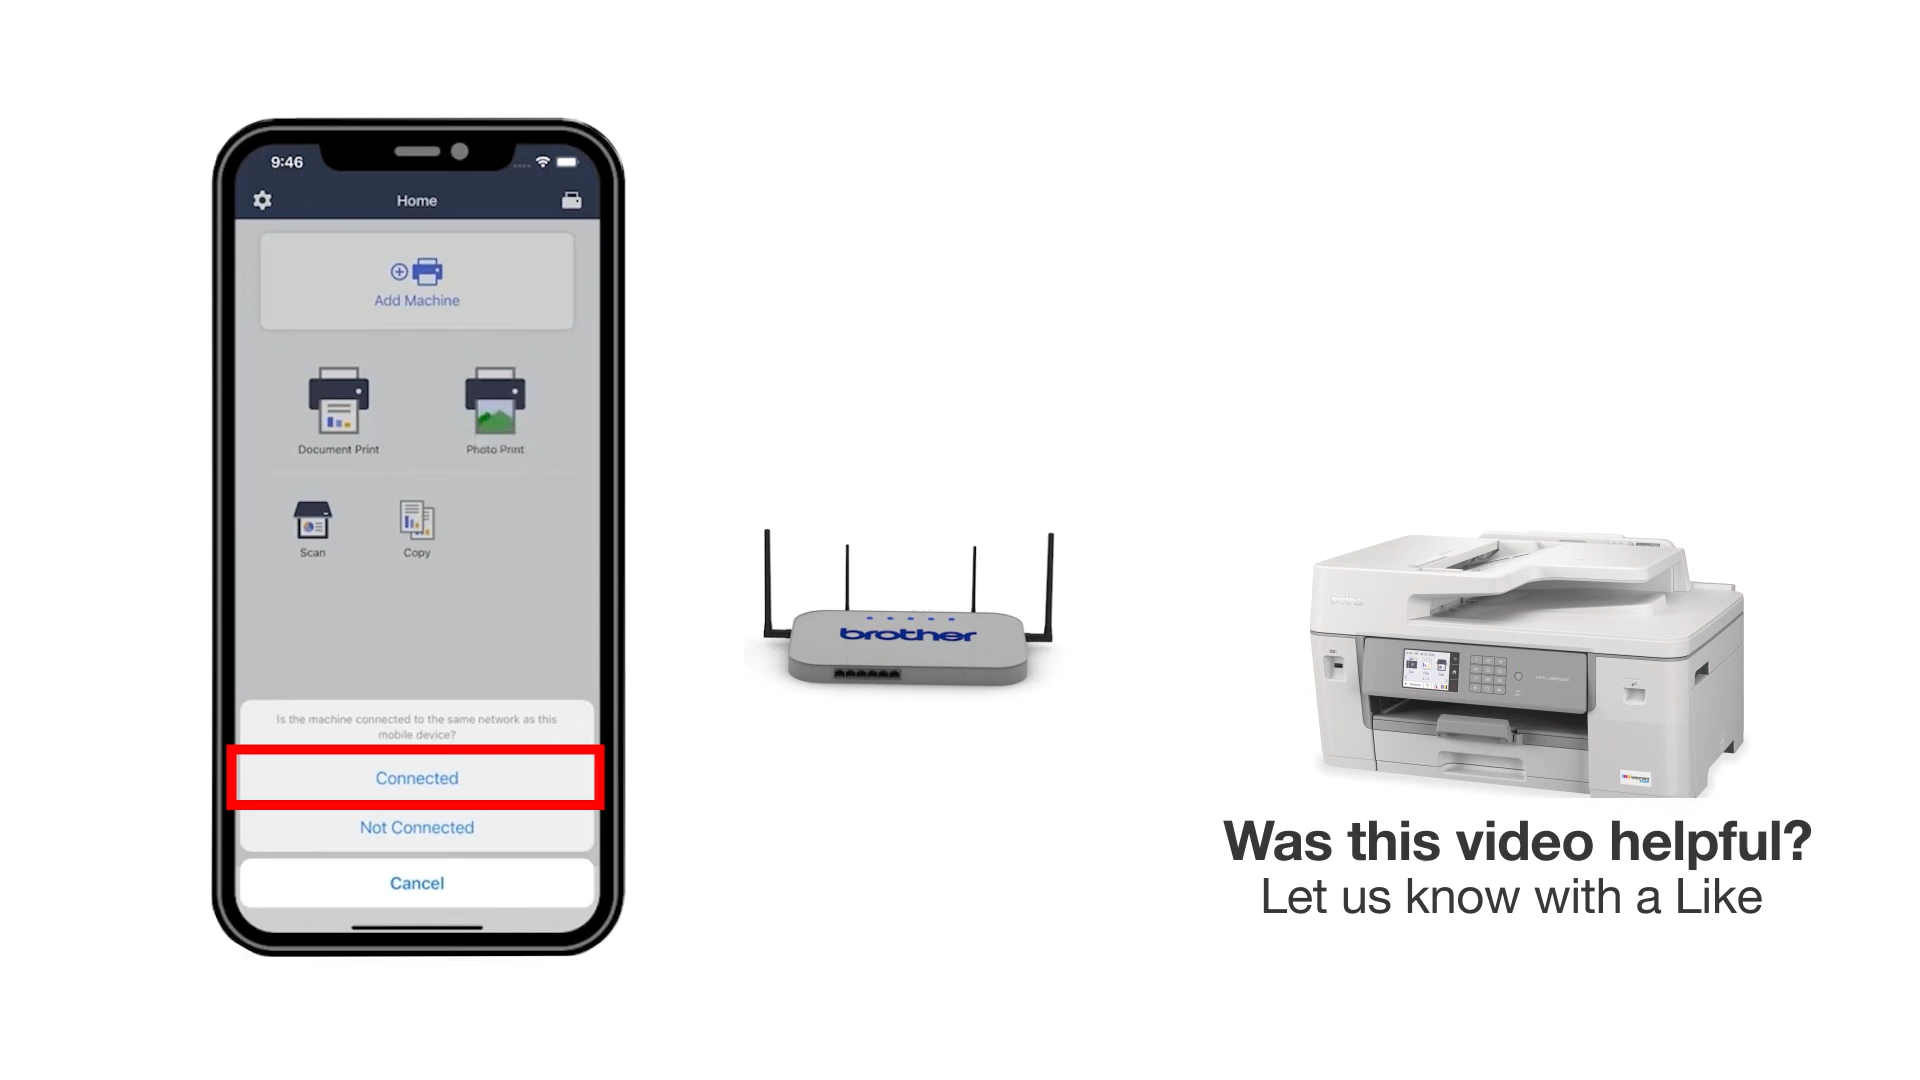 9:46
Home
Add Machine
Document Print
Photo Print
Scan
Copy
Is the machine connected to the same network as this
mobile device?
Connected
Not Connected
Cancel
brother
brother
Was this video helpful?
Let us know with a Like